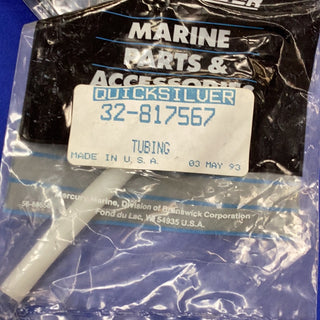 MARINE
PARTS &
ACCESSORIES
QUICKSILVER
32-817567
TUBING
MADE IN U.S.A. 03 MAY 93
Mercury Marine, Division of Brunswick Corporation
Fond du Lac, WI 54935 U.S.A.